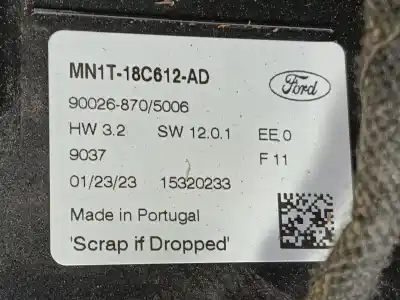 MN1T-18C612-AD
Ford
90026-870/5006
HW 3.2 SW 12.0.1 EE 0
9037 F 11
01/23/23 15320233
Made in Portugal
'Scrap if Dropped'